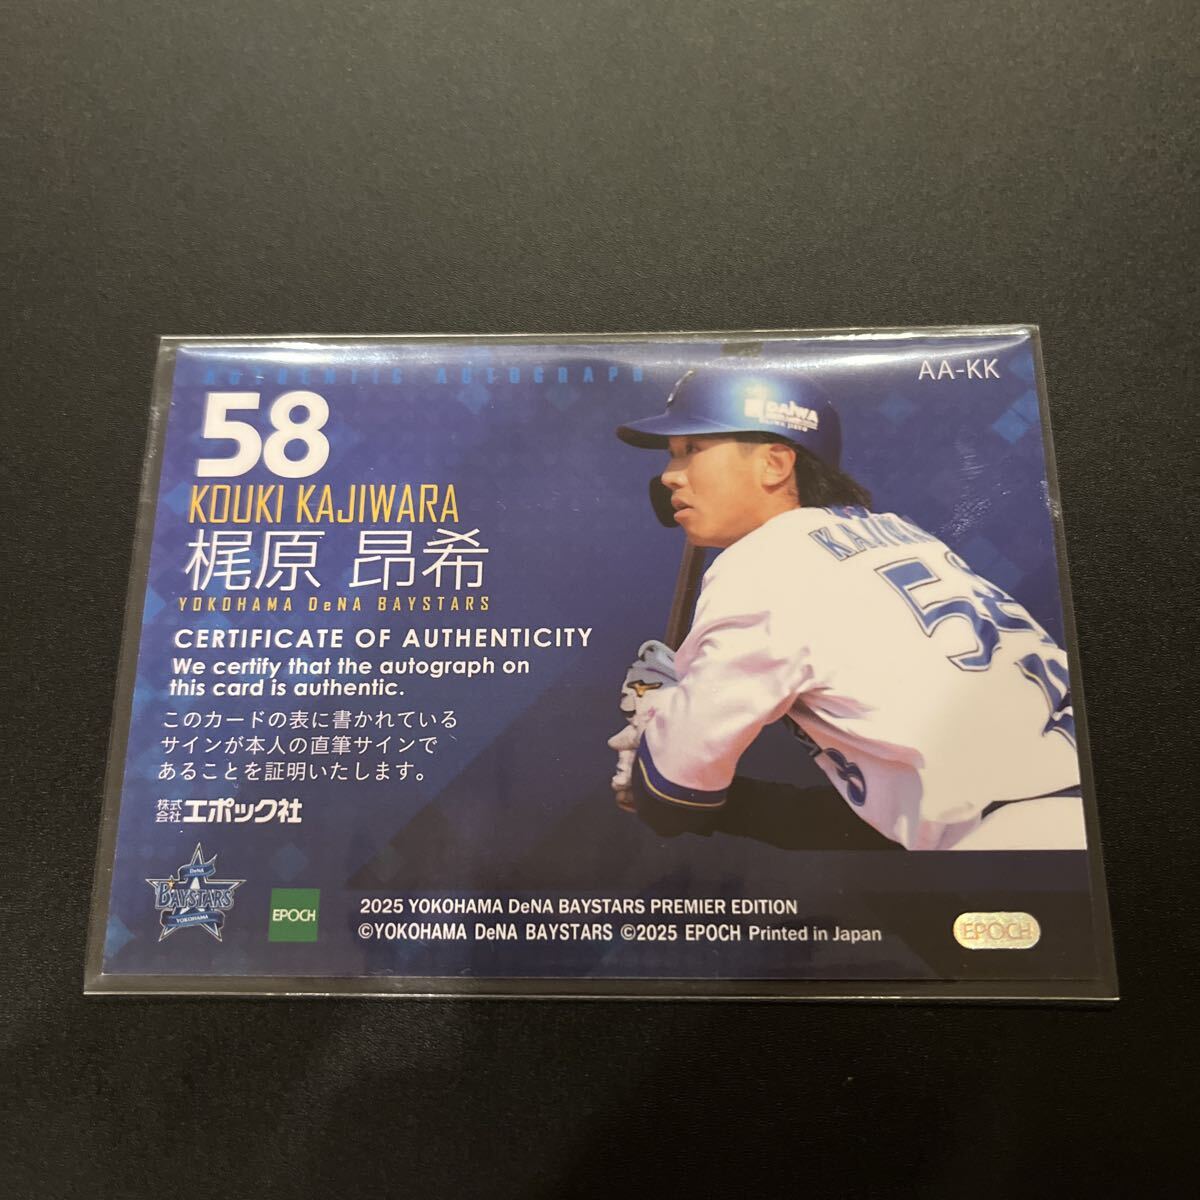 AUTHENTIC AUTOGRAPH
AA-KK
58
KOUKI KAJIWARA
梶原 昂希
YOKOHAMA DeNA BAYSTARS
CERTIFICATE OF AUTHENTICITY
We certify that the autograph on
this card is authentic.
このカードの表に書かれている
サインが本人の直筆サインで
あることを証明いたします。
株式会社エポック社
DeNA
BAYSTARS
YOKOHAMA
EPOCH
2025 YOKOHAMA DeNA BAYSTARS PREMIER EDITION
©YOKOHAMA DeNA BAYSTARS ©2025 EPOCH Printed in Japan
EPOCH
DAIWA